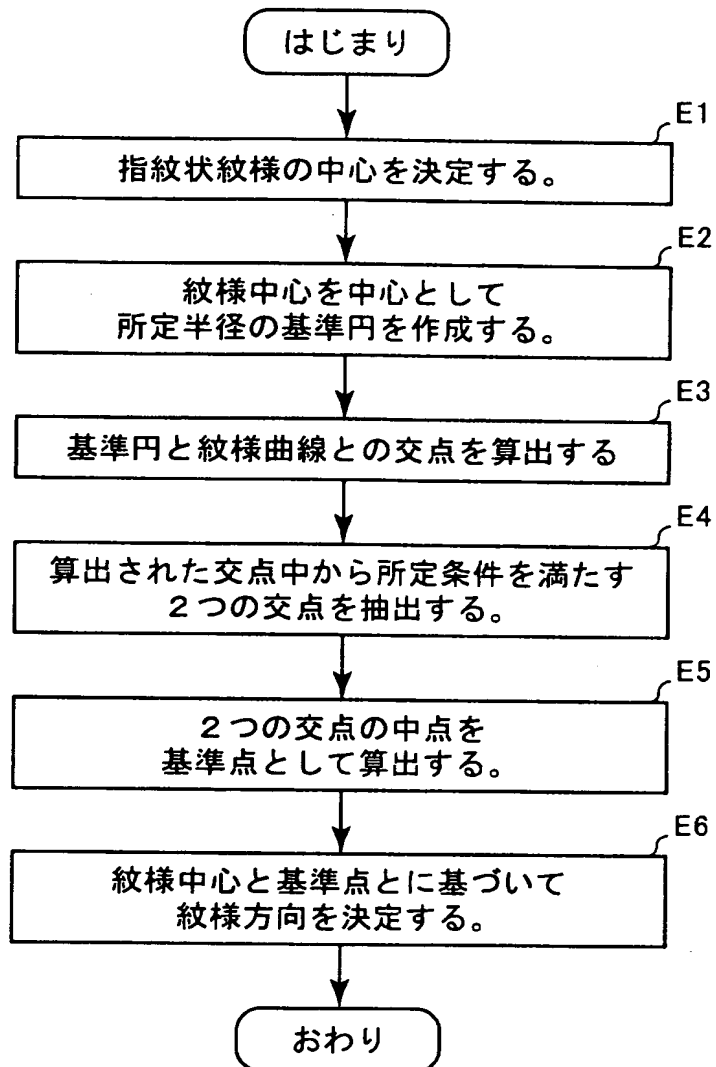 はじまり
E1
指紋状紋様の中心を決定する。
E2
紋様中心を中心として
所定半径の基準円を作成する。
E3
基準円と紋様曲線との交点を算出する
E4
算出された交点中から所定条件を満たす
２つの交点を抽出する。
E5
２つの交点の中点を
基準点として算出する。
E6
紋様中心と基準点とに基づいて
紋様方向を決定する。
おわり